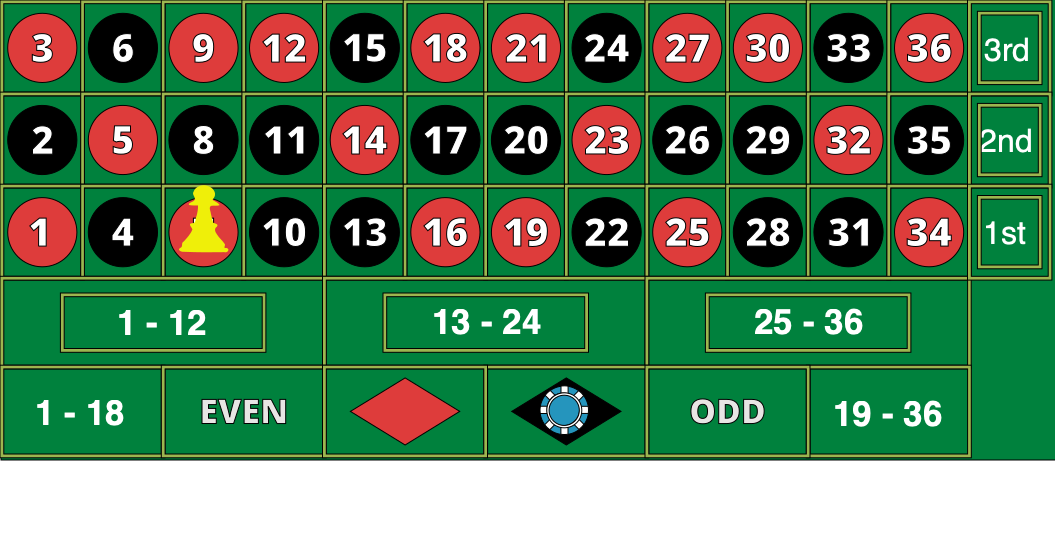 3 6 9 12 15 18 21 24 27 30 33 36 3rd
2 5 8 11 14 17 20 23 26 29 32 35 2nd
1 4 10 13 16 19 22 25 28 31 34 1st
1 - 12 13 - 24 25 - 36
1 - 18 EVEN ODD 19 - 36